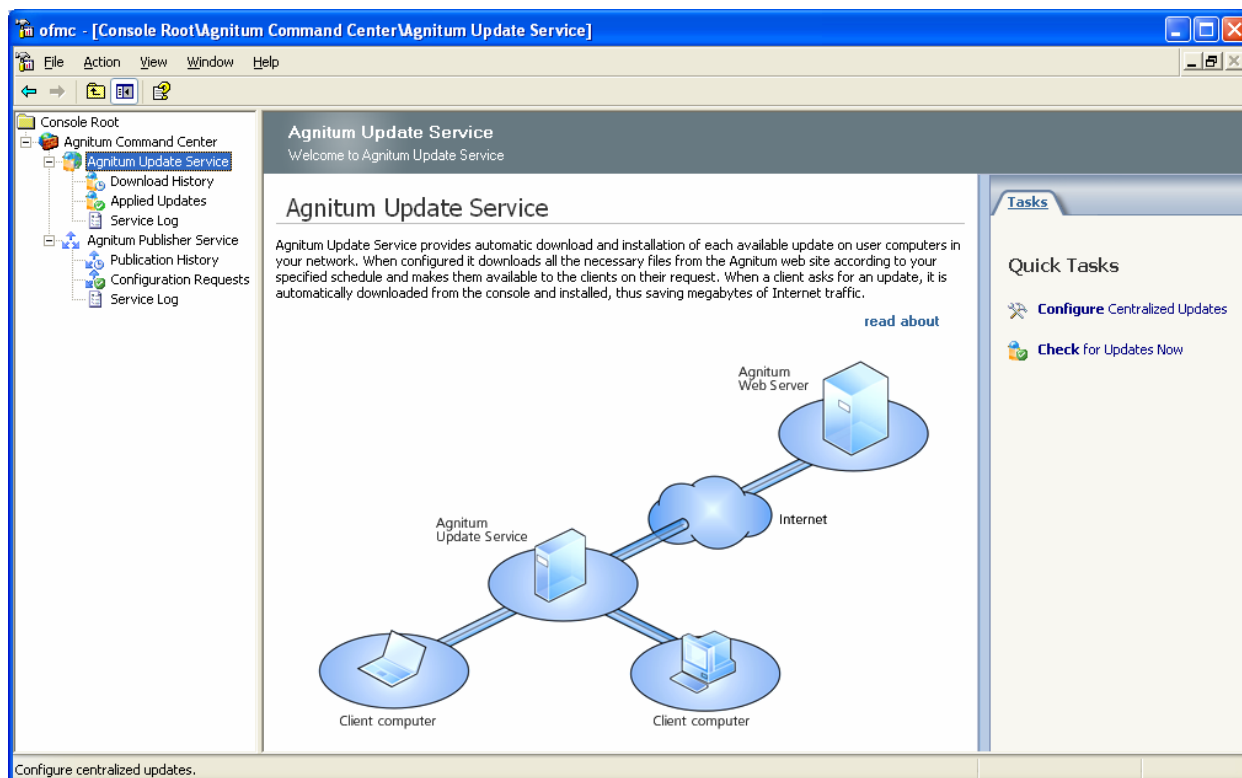 ofmc - [Console Root\Agnitum Command Center\Agnitum Update Service]
File Action View Window Help
Console Root
Agnitum Command Center
Agnitum Update Service
Download History
Applied Updates
Service Log
Agnitum Publisher Service
Publication History
Configuration Requests
Service Log
Agnitum Update Service
Welcome to Agnitum Update Service
Agnitum Update Service
Agnitum Update Service provides automatic download and installation of each available update on user computers in
your network. When configured it downloads all the necessary files from the Agnitum web site according to your
specified schedule and makes them available to the clients on their request. When a client asks for an update, it is
automatically downloaded from the console and installed, thus saving megabytes of Internet traffic.
read about
Agnitum
Web Server
Internet
Agnitum
Update Service
Client computer
Client computer
Tasks
Quick Tasks
Configure Centralized Updates
Check for Updates Now
Configure centralized updates.